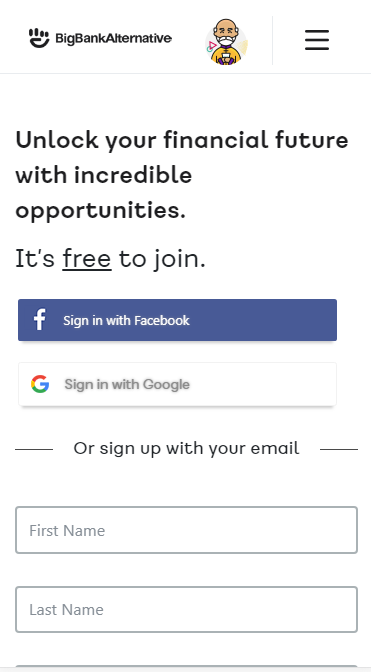 BigBankAlternative
Unlock your financial future
with incredible
opportunities.
It's free to join.
Sign in with Facebook
Sign in with Google
Or sign up with your email
First Name
Last Name